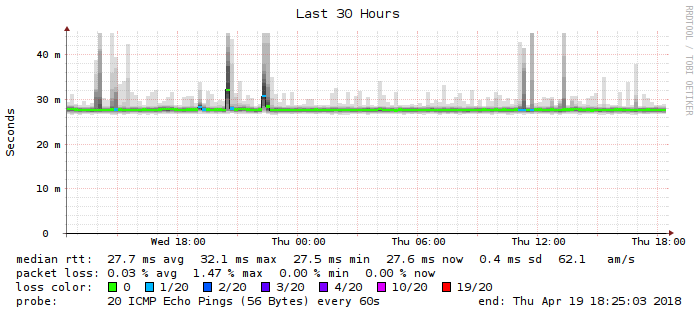 Last 30 Hours
RRDTOOL / TOBI OETIKER
Seconds
40 m
30 m
20 m
10 m
0
Wed 18:00 Thu 00:00 Thu 06:00 Thu 12:00 Thu 18:00
median rtt: 27.7 ms avg 32.1 ms max 27.5 ms min 27.6 ms now 0.4 ms sd 62.1 am/s
packet loss: 0.03 % avg 1.47 % max 0.00 % min 0.00 % now
loss color: 0 1/20 2/20 3/20 4/20 10/20 19/20
probe: 20 ICMP Echo Pings (56 Bytes) every 60s end: Thu Apr 19 18:25:03 2018